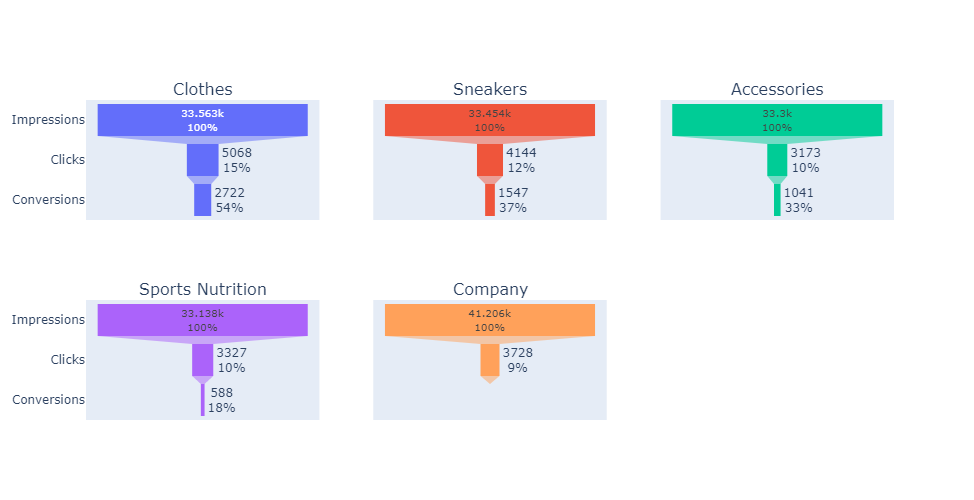 Clothes
Sneakers
Accessories
Impressions
33.563k
100%
33.454k
100%
33.3k
100%
Clicks
5068
15%
4144
12%
3173
10%
Conversions
2722
54%
1547
37%
1041
33%
Sports Nutrition
Company
Impressions
33.138k
100%
41.206k
100%
Clicks
3327
10%
3728
9%
Conversions
588
18%